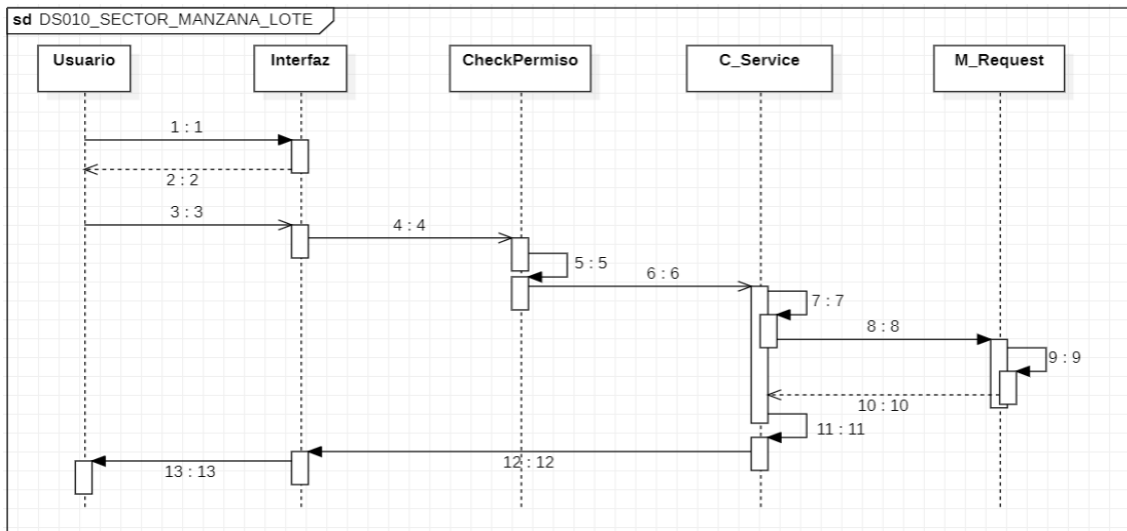 sd DS010_SECTOR_MANZANA_LOTE
Usuario
Interfaz
CheckPermiso
C_Service
M_Request
1 : 1
2 : 2
3 : 3
4 : 4
5 : 5
6 : 6
7 : 7
8 : 8
9 : 9
10 : 10
11 : 11
12 : 12
13 : 13